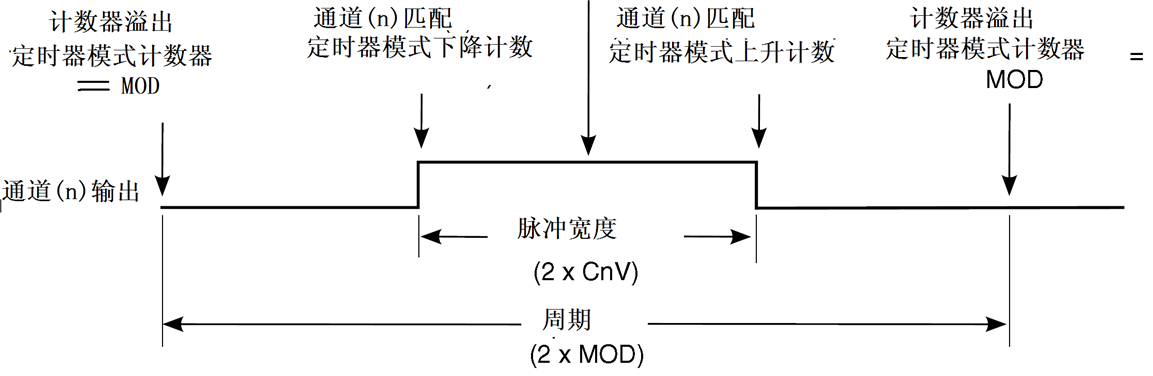 计数器溢出
定时器模式计数器
= MOD
通道(n)匹配
定时器模式下降计数
通道(n)匹配
定时器模式上升计数
计数器溢出
定时器模式计数器 =
MOD
通道(n)输出
脉冲宽度
(2 x CnV)
周期
(2 x MOD)